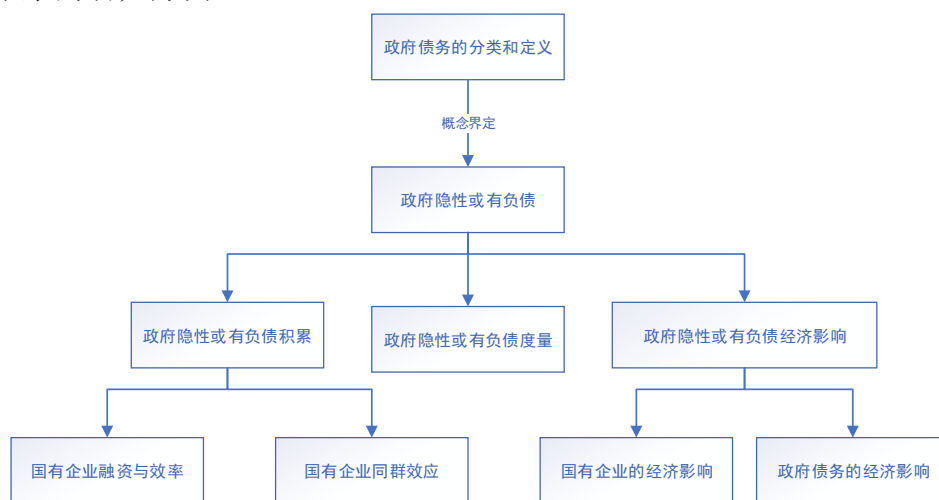 政府债务的分类和定义
概念界定
政府隐性或有负债
政府隐性或有负债积累
政府隐性或有负债度量
政府隐性或有负债经济影响
国有企业融资与效率
国有企业同群效应
国有企业的经济影响
政府债务的经济影响